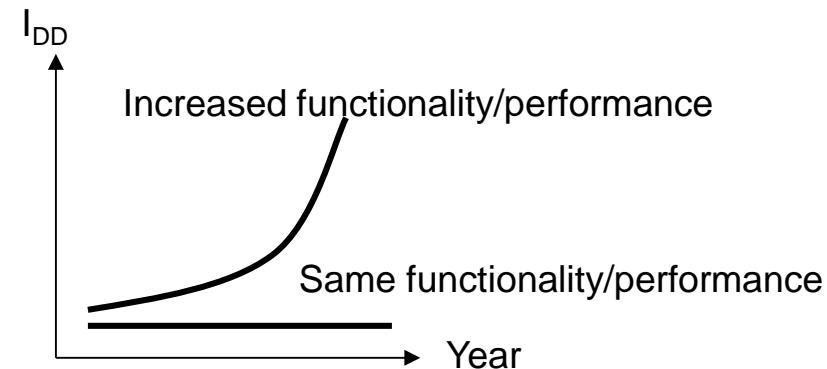 I_DD
Increased functionality/performance
Same functionality/performance
Year